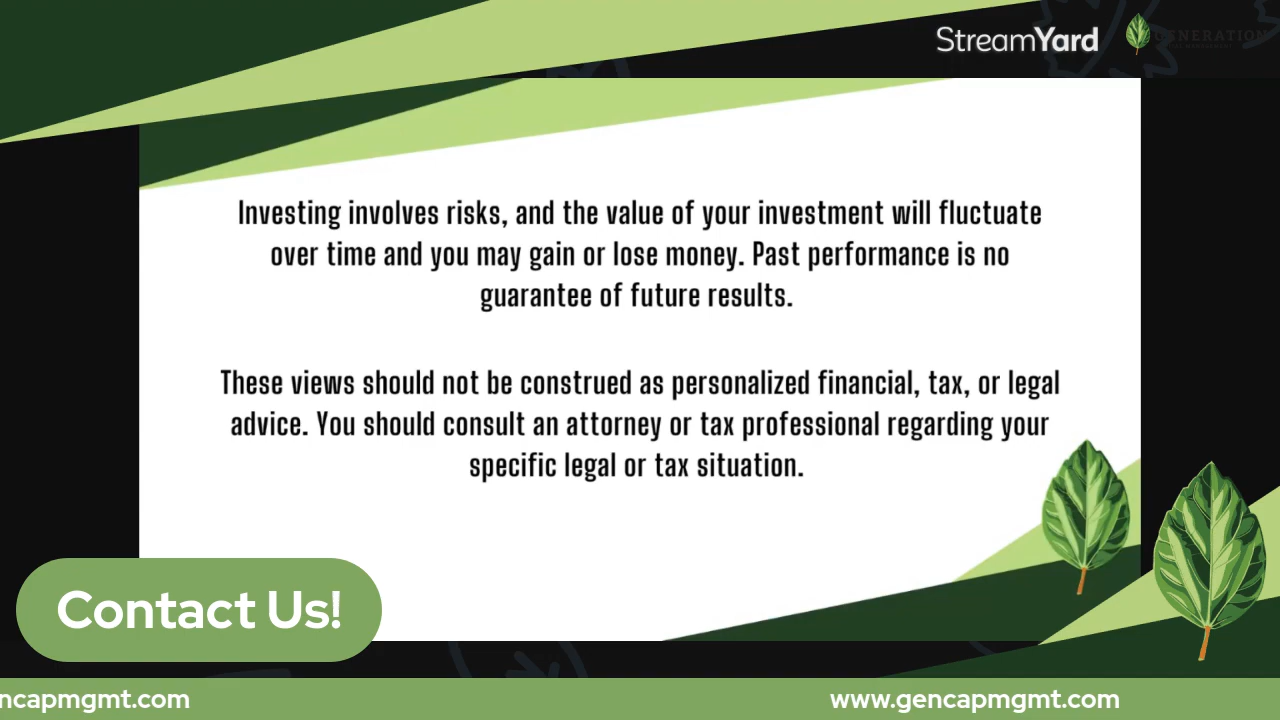 StreamYard
GENERATION
Investing involves risks, and the value of your investment will fluctuate
over time and you may gain or lose money. Past performance is no
guarantee of future results.
These views should not be construed as personalized financial, tax, or legal
advice. You should consult an attorney or tax professional regarding your
specific legal or tax situation.
Contact Us!
ncapmgmt.com www.gencapmgmt.com